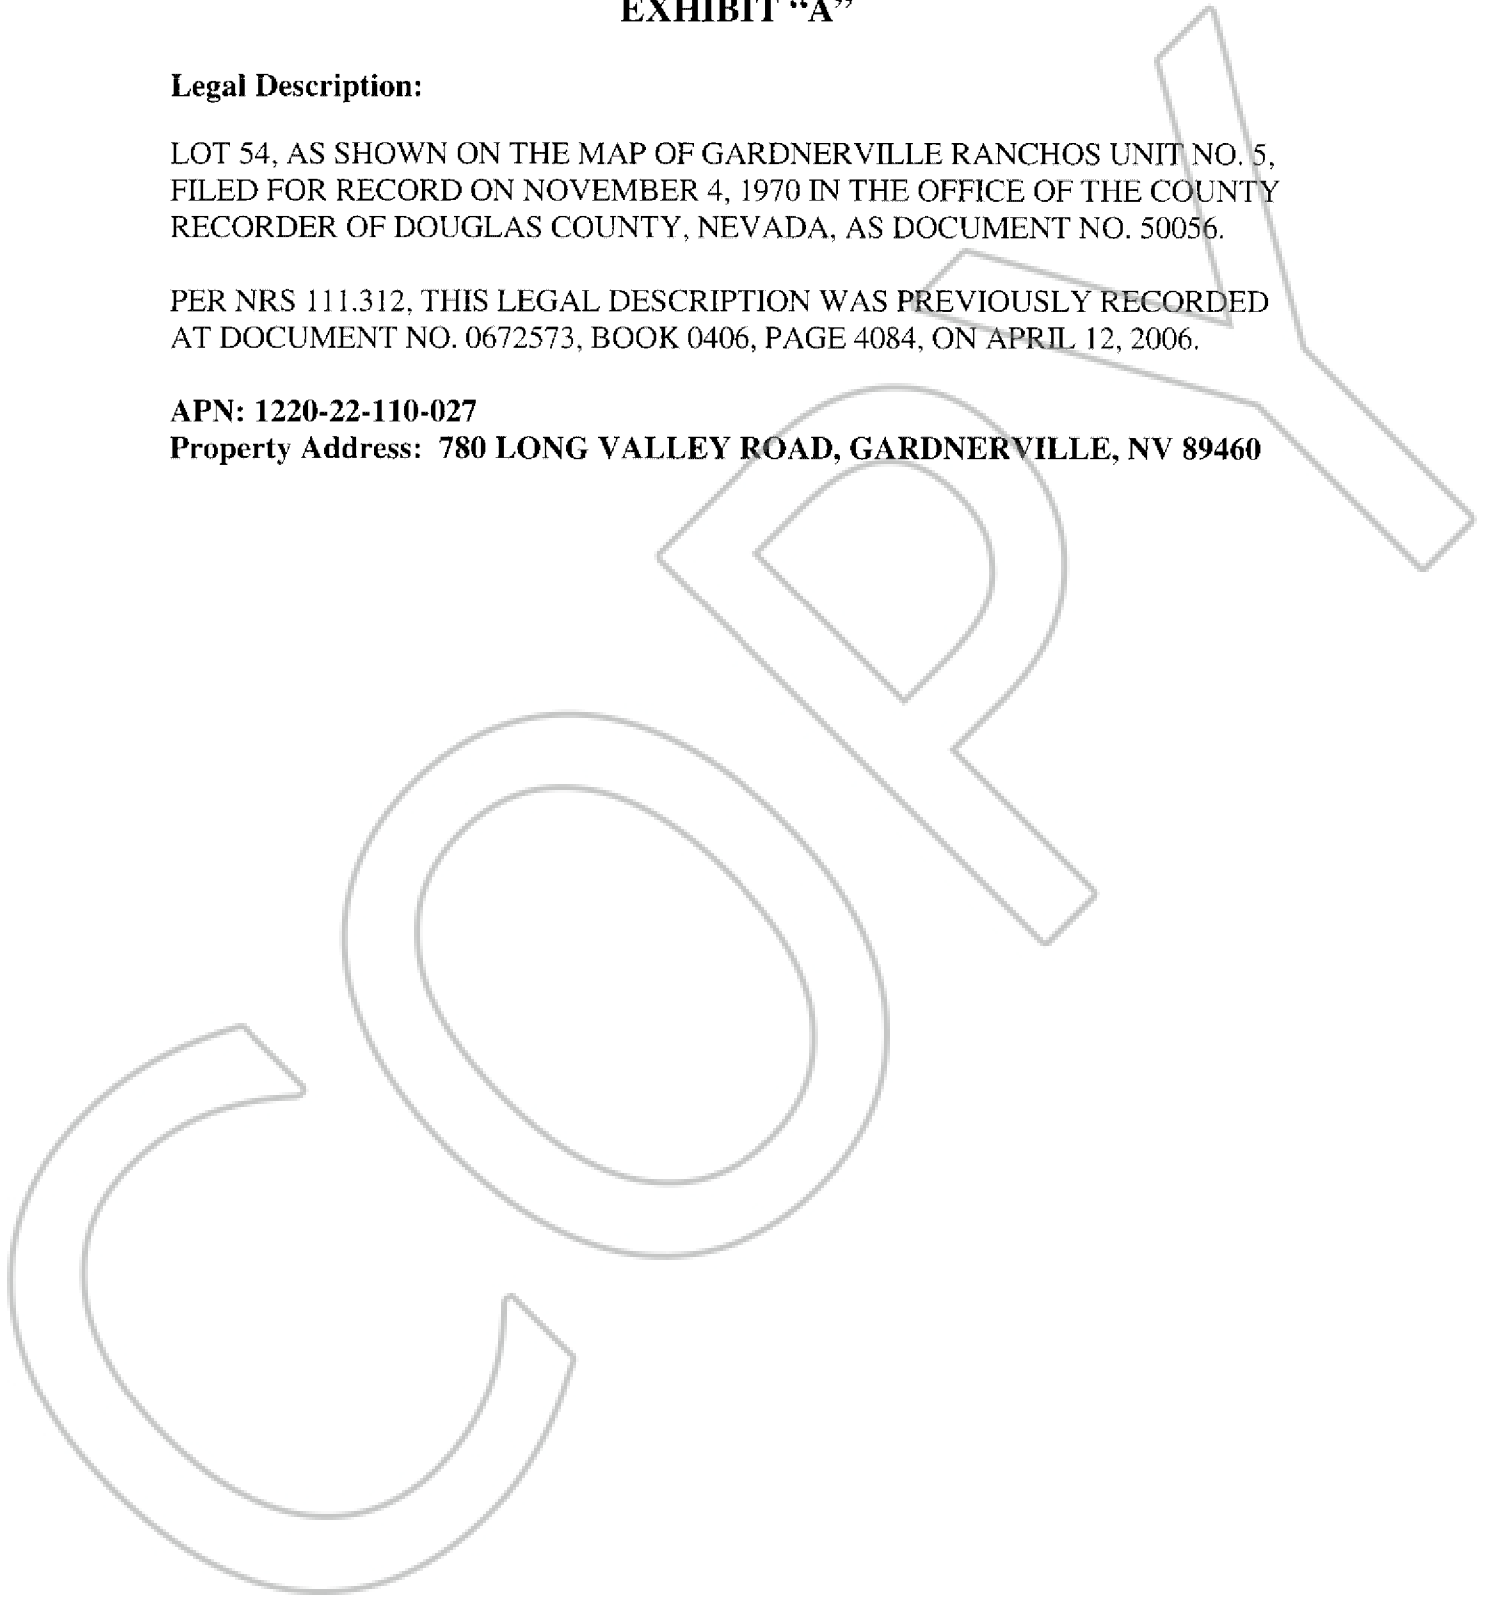 EXHIBIT “A”
Legal Description:
LOT 54, AS SHOWN ON THE MAP OF GARDNERVILLE RANCHOS UNIT NO. 5,
FILED FOR RECORD ON NOVEMBER 4, 1970 IN THE OFFICE OF THE COUNTY
RECORDER OF DOUGLAS COUNTY, NEVADA, AS DOCUMENT NO. 50056.
PER NRS 111.312, THIS LEGAL DESCRIPTION WAS PREVIOUSLY RECORDED
AT DOCUMENT NO. 0672573, BOOK 0406, PAGE 4084, ON APRIL 12, 2006.
APN: 1220-22-110-027
Property Address: 780 LONG VALLEY ROAD, GARDNERVILLE, NV 89460
COPY